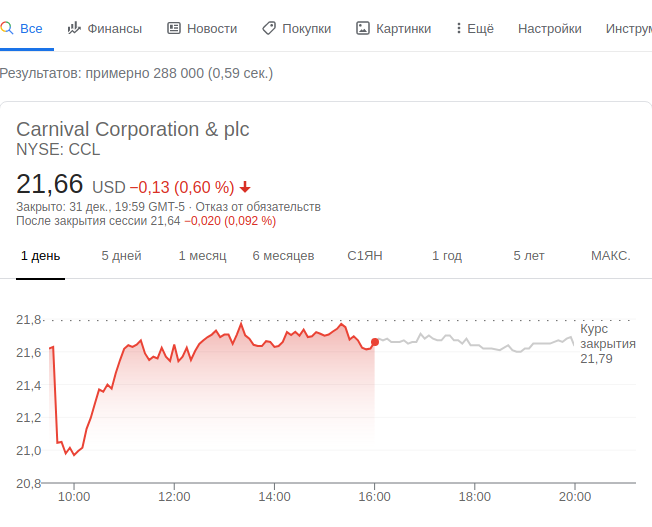 Все Финансы Новости Покупки Картинки Ещё Настройки Инструм
Результатов: примерно 288 000 (0,59 сек.)
Carnival Corporation & plc
NYSE: CCL
21,66 USD −0,13 (0,60 %)
Закрыто: 31 дек., 19:59 GMT-5 · Отказ от обязательств
После закрытия сессии 21,64 −0,020 (0,092 %)
1 день 5 дней 1 месяц 6 месяцев С1ЯН 1 год 5 лет МАКС.
21,8
21,6
21,4
21,2
21,0
20,8
Курс
закрытия
21,79
10:00 12:00 14:00 16:00 18:00 20:00